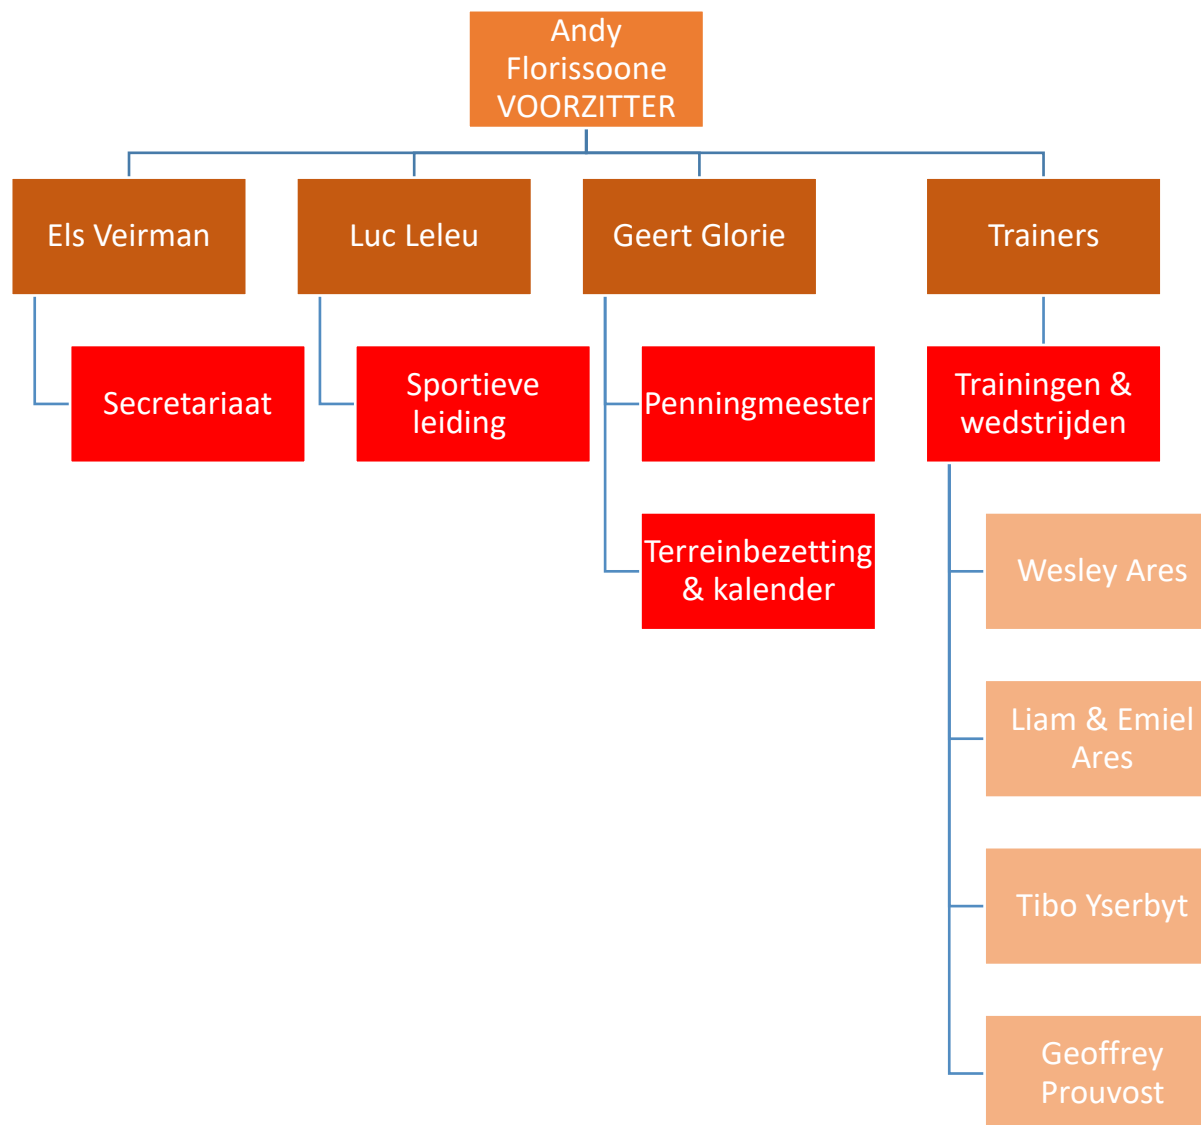 Andy
Florissoone
VOORZITTER
Els Veirman
Luc Leleu
Geert Glorie
Trainers
Secretariaat
Sportieve
leiding
Penningmeester
Trainingen &
wedstrijden
Terreinbezetting
& kalender
Wesley Ares
Liam & Emiel
Ares
Tibo Yserbyt
Geoffrey
Prouvost